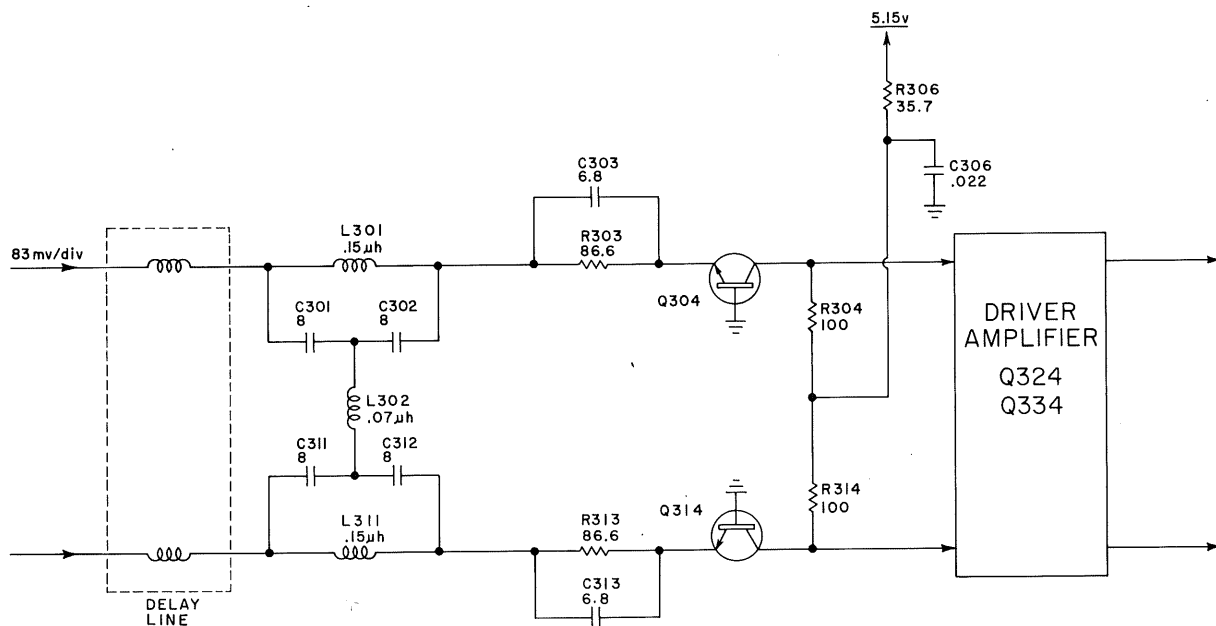 5.15v
R306
35.7
C306
.022
C303
6.8
83mv/div
L301
.15µh
R303
86.6
C301
8
C302
8
Q304
R304
100
DRIVER
AMPLIFIER
Q324
Q334
L302
.07µh
C311
8
C312
8
R314
100
L311
.15µh
R313
86.6
Q314
C313
6.8
DELAY
LINE